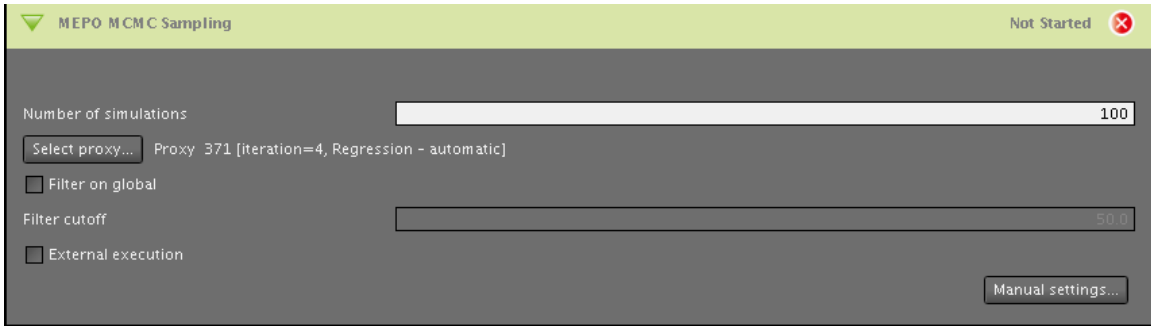 MEPO MCMC Sampling Not Started
Number of simulations 100
Select proxy... Proxy 371 [iteration=4, Regression - automatic]
Filter on global
Filter cutoff 50.0
External execution
Manual settings...